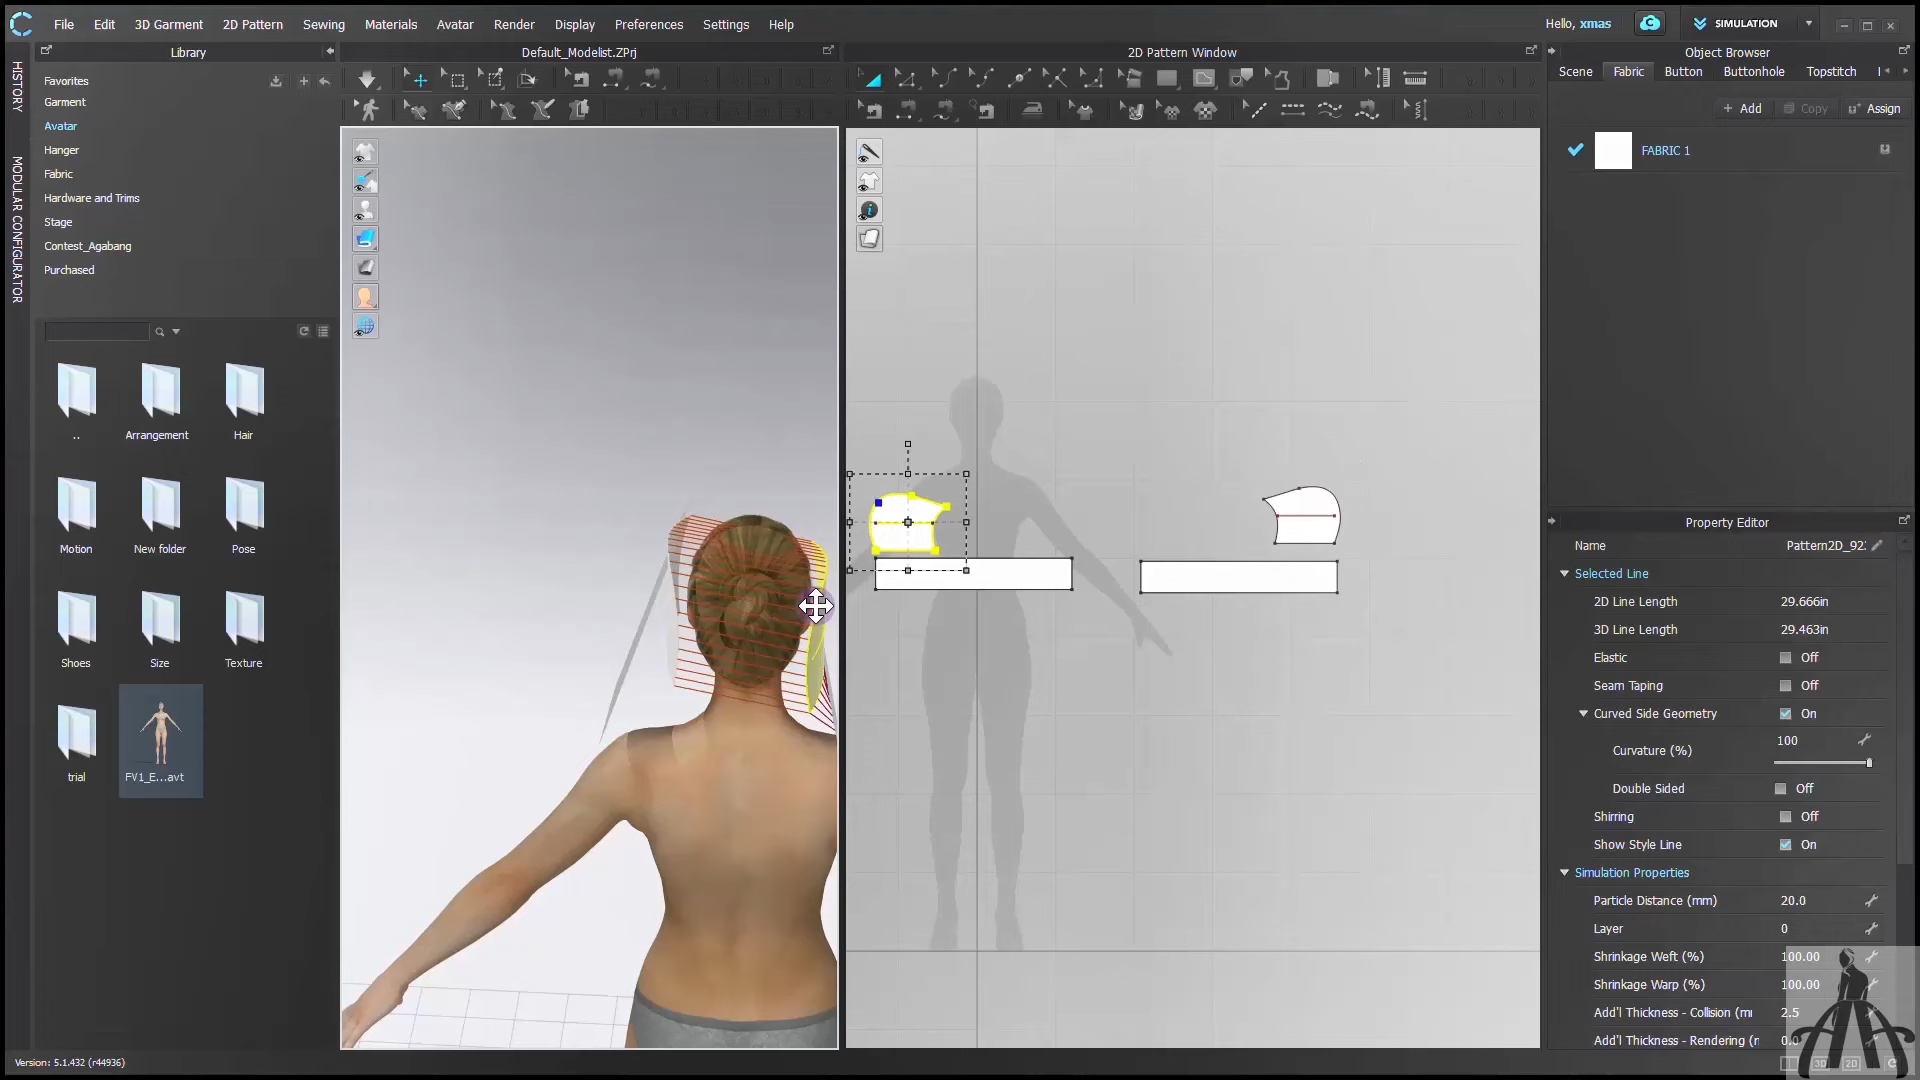 File Edit 3D Garment 2D Pattern Sewing Materials Avatar Render Display Preferences Settings Help
Hello, xmas
SIMULATION
Library
Default_Modelist.ZPrj
2D Pattern Window
Object Browser
HISTORY
MODULAR CONFIGURATOR
Favorites
Garment
Avatar
Hanger
Fabric
Hardware and Trims
Stage
Contest_Agabang
Purchased
..
Arrangement
Hair
Motion
New folder
Pose
Shoes
Size
Texture
trial
FV1_E...avt
Scene Fabric Button Buttonhole Topstitch
+ Add
Copy
Assign
FABRIC 1
Property Editor
Name Pattern2D_92
Selected Line
2D Line Length 29.666in
3D Line Length 29.463in
Elastic Off
Seam Taping Off
Curved Side Geometry On
Curvature (%) 100
Double Sided Off
Shirring Off
Show Style Line On
Simulation Properties
Particle Distance (mm) 20.0
Layer 0
Shrinkage Weft (%) 100.00
Shrinkage Warp (%) 100.00
Add'l Thickness - Collision (m 2.5
Add'l Thickness - Rendering (r 0.0
3D 2D
Version: 5.1.432 (r44936)